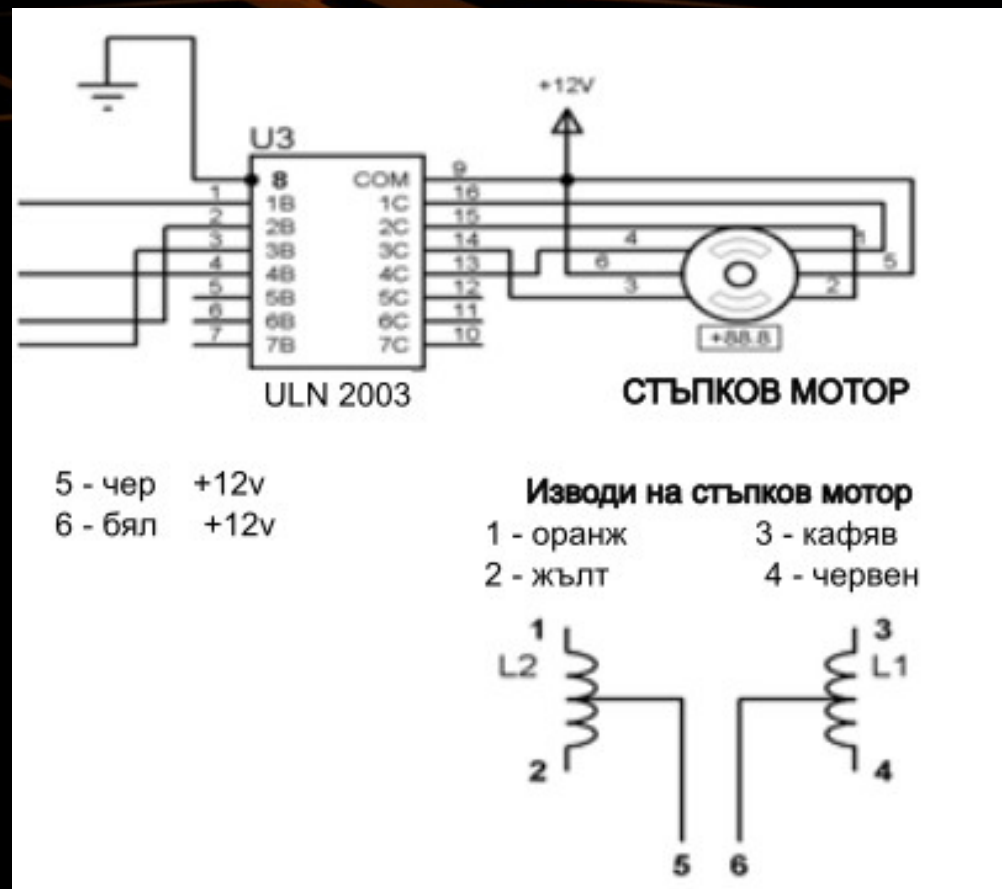 +12V
U3
8 COM 9
1 1B 1C 16
2 2B 2C 15
3 3B 3C 14
4 4B 4C 13
5 5B 5C 12
6 6B 6C 11
7 7B 7C 10
4 1
6 5
3 2
+88.8
ULN 2003
СТЪПКОВ МОТОР
5 - чер +12v
6 - бял +12v
Изводи на стъпков мотор
1 - оранж 3 - кафяв
2 - жълт 4 - червен
1 3
L2 L1
2 4
5 6